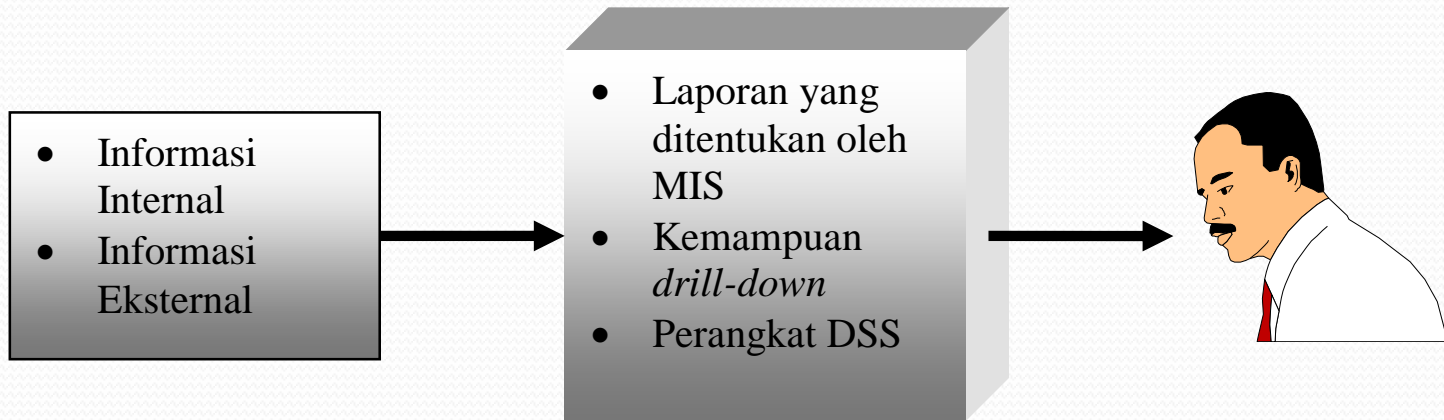 • Informasi
Internal
• Informasi
Eksternal
• Laporan yang
ditentukan oleh
MIS
• Kemampuan
drill-down
• Perangkat DSS